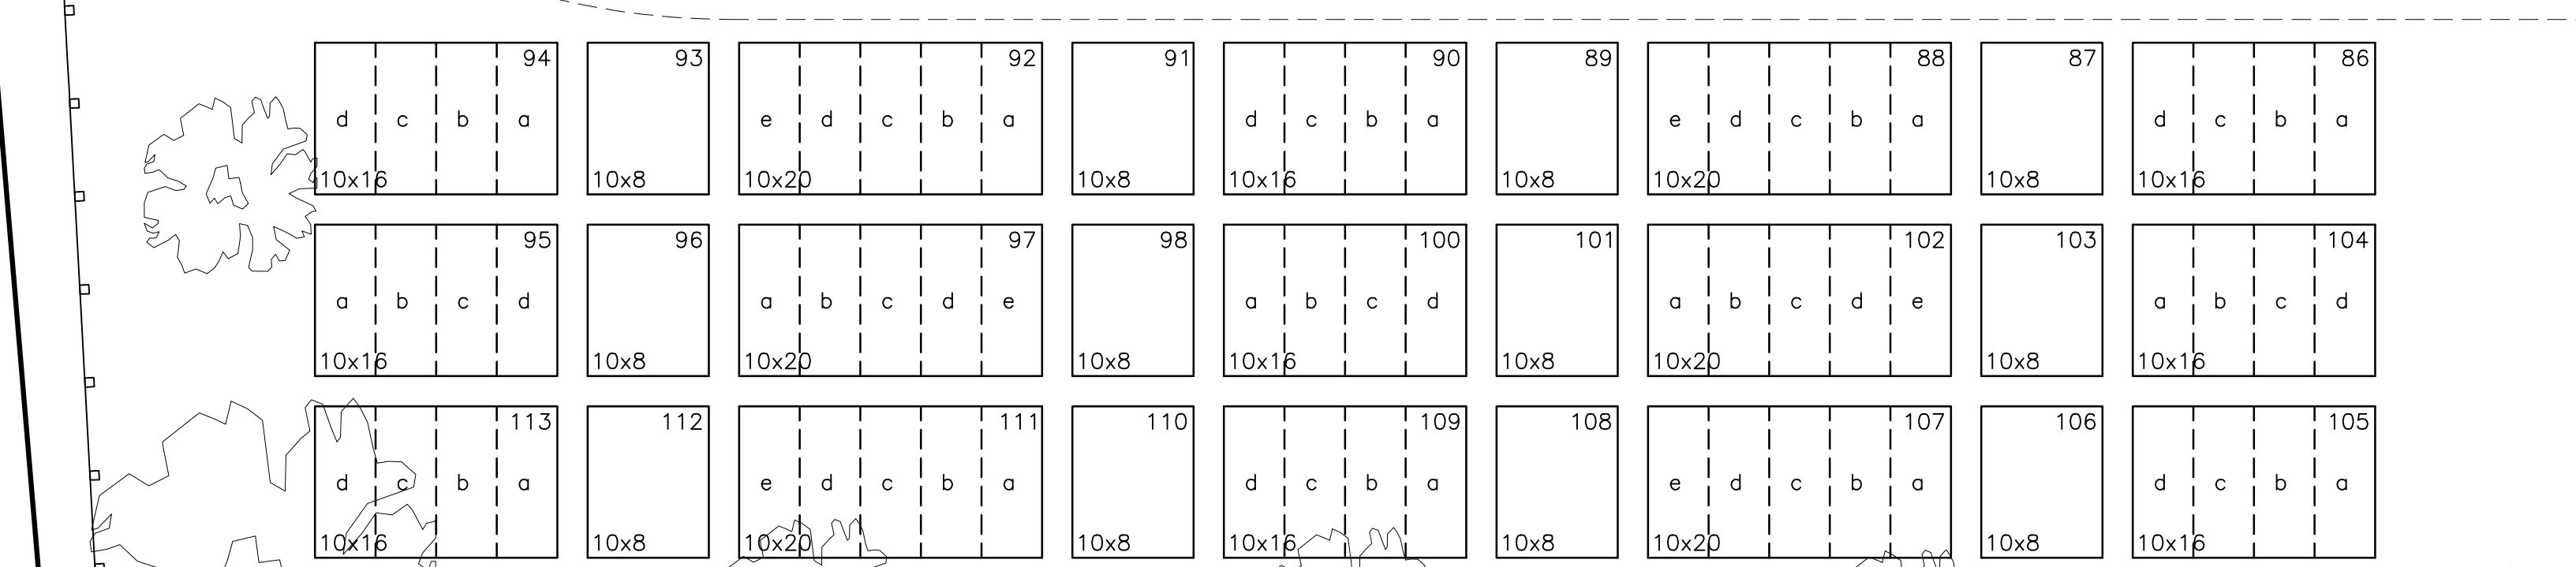 94 93 92 91 90 89 88 87 86
d c b a e d c b a d c b a e d c b a d c b a
10x16 10x8 10x20 10x8 10x16 10x8 10x20 10x8 10x16
95 96 97 98 100 101 102 103 104
a b c d a b c d e a b c d a b c d e a b c d
10x16 10x8 10x20 10x8 10x16 10x8 10x20 10x8 10x16
113 112 111 110 109 108 107 106 105
d c b a e d c b a d c b a e d c b a d c b a
10x16 10x8 10x20 10x8 10x16 10x8 10x20 10x8 10x16